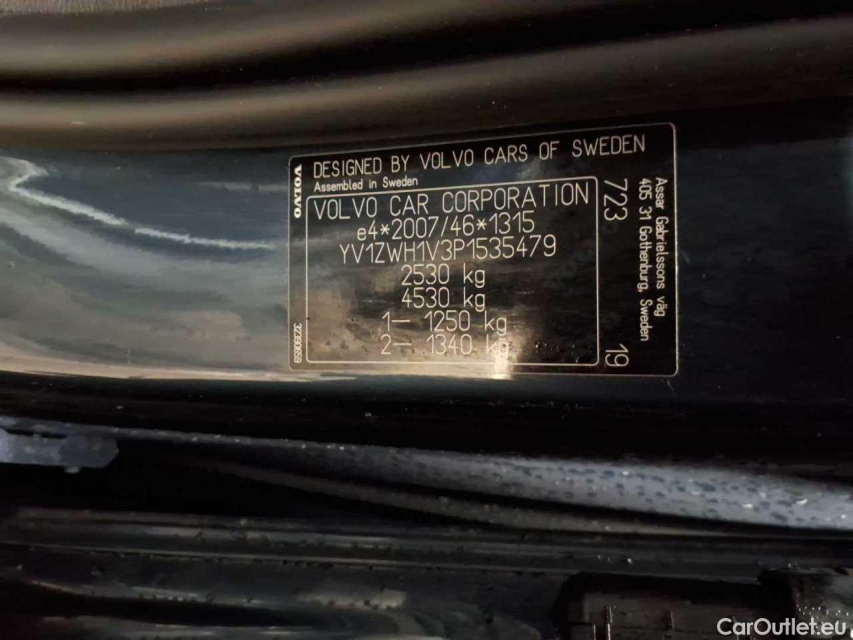 VOLVO
DESIGNED BY VOLVO CARS OF SWEDEN
Assembled in Sweden
VOLVO CAR CORPORATION
e4*2007/46*1315
YV1ZWH1V3P1535479
2530 kg
4530 kg
1– 1250 kg
2– 1340 kg
723
19
Assar Gabrielssons väg
405 31 Gothenburg, Sweden
32290659
CarOutlet.eu